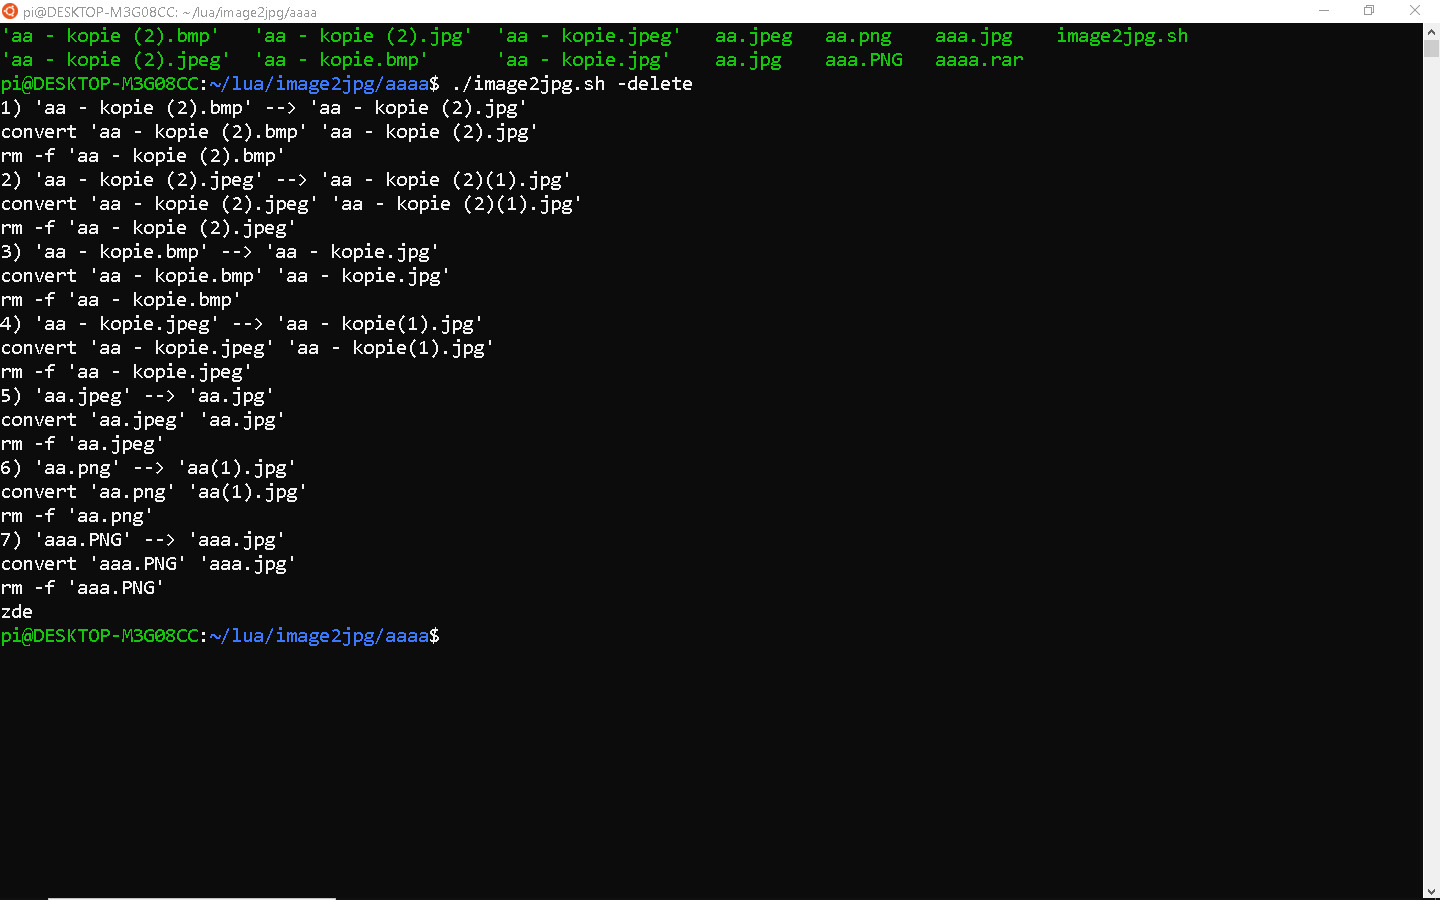 pi@DESKTOP-M3G08CC: ~/lua/image2jpg/aaaa
'aa - kopie (2).bmp'   'aa - kopie (2).jpg'  'aa - kopie.jpeg'   aa.jpeg   aa.png    aaa.jpg    image2jpg.sh
'aa - kopie (2).jpeg'  'aa - kopie.bmp'      'aa - kopie.jpg'    aa.jpg    aaa.PNG   aaaa.rar
pi@DESKTOP-M3G08CC:~/lua/image2jpg/aaaa$ ./image2jpg.sh -delete
1) 'aa - kopie (2).bmp' --> 'aa - kopie (2).jpg'
convert 'aa - kopie (2).bmp' 'aa - kopie (2).jpg'
rm -f 'aa - kopie (2).bmp'
2) 'aa - kopie (2).jpeg' --> 'aa - kopie (2)(1).jpg'
convert 'aa - kopie (2).jpeg' 'aa - kopie (2)(1).jpg'
rm -f 'aa - kopie (2).jpeg'
3) 'aa - kopie.bmp' --> 'aa - kopie.jpg'
convert 'aa - kopie.bmp' 'aa - kopie.jpg'
rm -f 'aa - kopie.bmp'
4) 'aa - kopie.jpeg' --> 'aa - kopie(1).jpg'
convert 'aa - kopie.jpeg' 'aa - kopie(1).jpg'
rm -f 'aa - kopie.jpeg'
5) 'aa.jpeg' --> 'aa.jpg'
convert 'aa.jpeg' 'aa.jpg'
rm -f 'aa.jpeg'
6) 'aa.png' --> 'aa(1).jpg'
convert 'aa.png' 'aa(1).jpg'
rm -f 'aa.png'
7) 'aaa.PNG' --> 'aaa.jpg'
convert 'aaa.PNG' 'aaa.jpg'
rm -f 'aaa.PNG'
zde
pi@DESKTOP-M3G08CC:~/lua/image2jpg/aaaa$